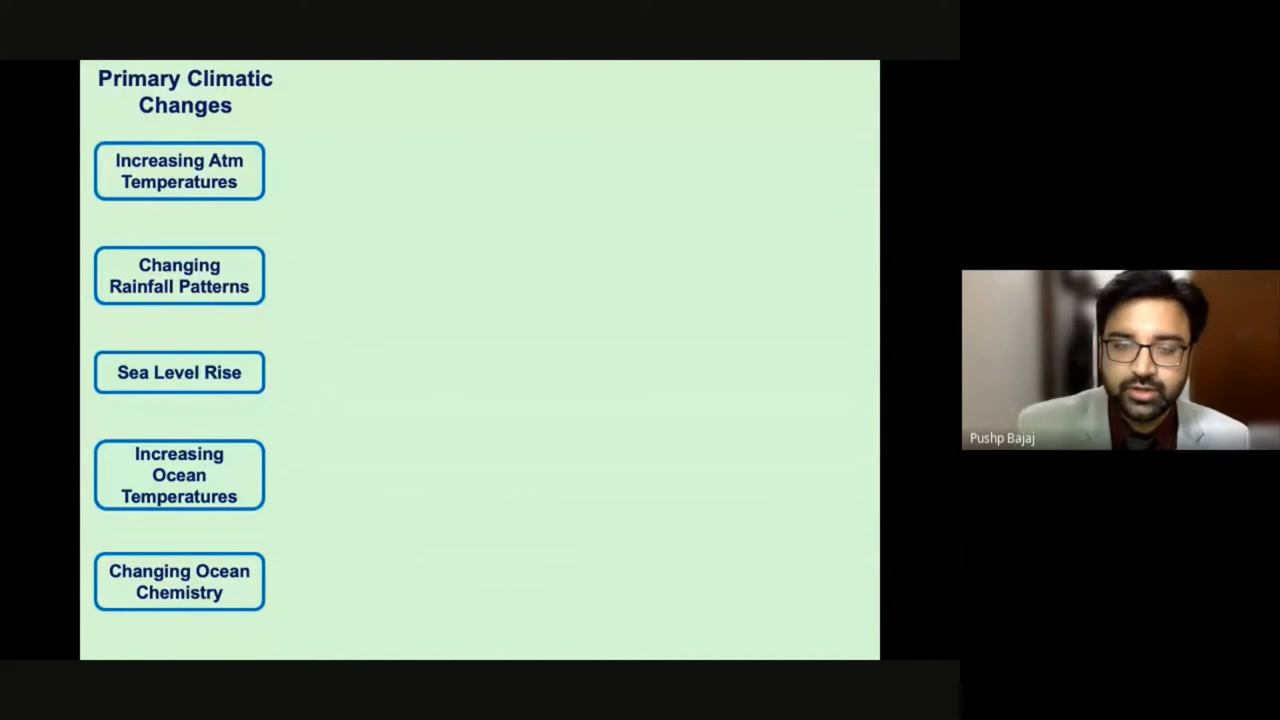 Primary Climatic
Changes
Increasing Atm
Temperatures
Changing
Rainfall Patterns
Sea Level Rise
Increasing
Ocean
Temperatures
Changing Ocean
Chemistry
Pushp Bajaj